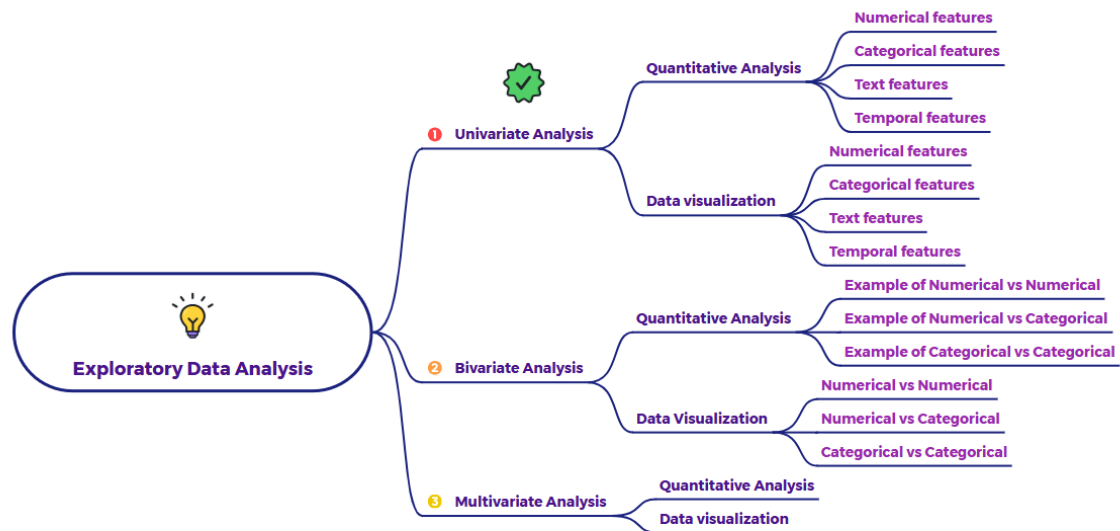 Exploratory Data Analysis
1 Univariate Analysis
Quantitative Analysis
Numerical features
Categorical features
Text features
Temporal features
Data visualization
Numerical features
Categorical features
Text features
Temporal features
2 Bivariate Analysis
Quantitative Analysis
Example of Numerical vs Numerical
Example of Numerical vs Categorical
Example of Categorical vs Categorical
Data Visualization
Numerical vs Numerical
Numerical vs Categorical
Categorical vs Categorical
3 Multivariate Analysis
Quantitative Analysis
Data visualization